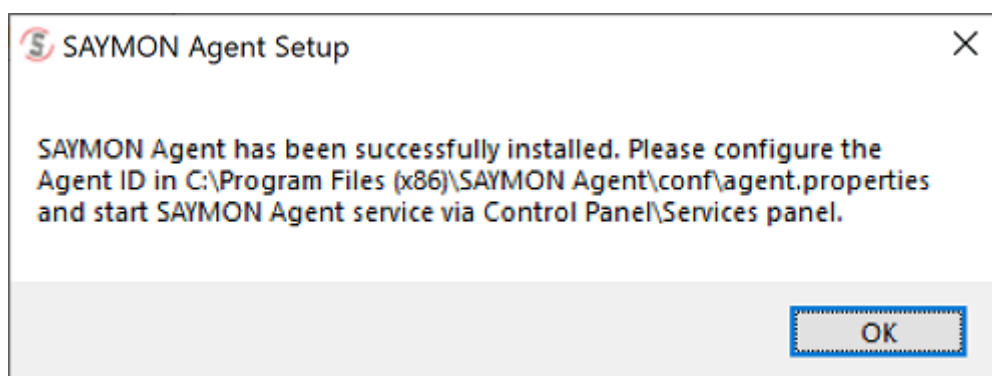 SAYMON Agent Setup
SAYMON Agent has been successfully installed. Please configure the
Agent ID in C:\Program Files (x86)\SAYMON Agent\conf\agent.properties
and start SAYMON Agent service via Control Panel\Services panel.
OK